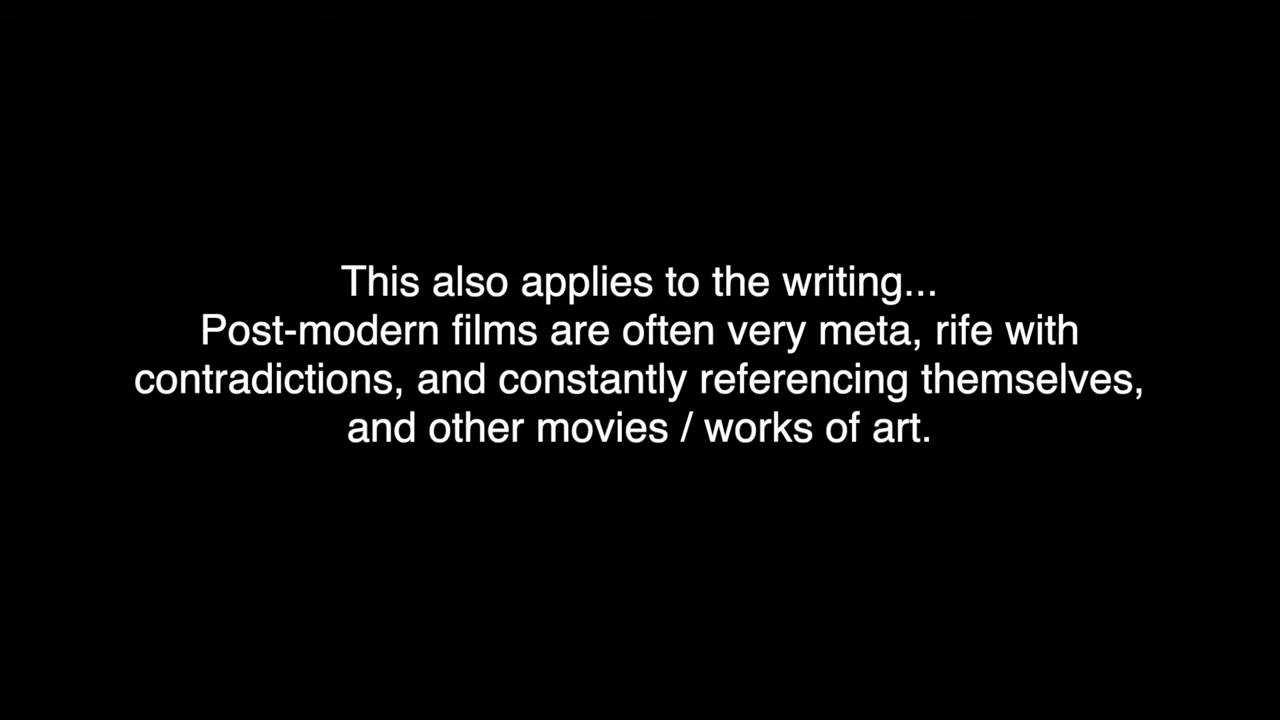 This also applies to the writing...
Post-modern films are often very meta, rife with
contradictions, and constantly referencing themselves,
and other movies / works of art.